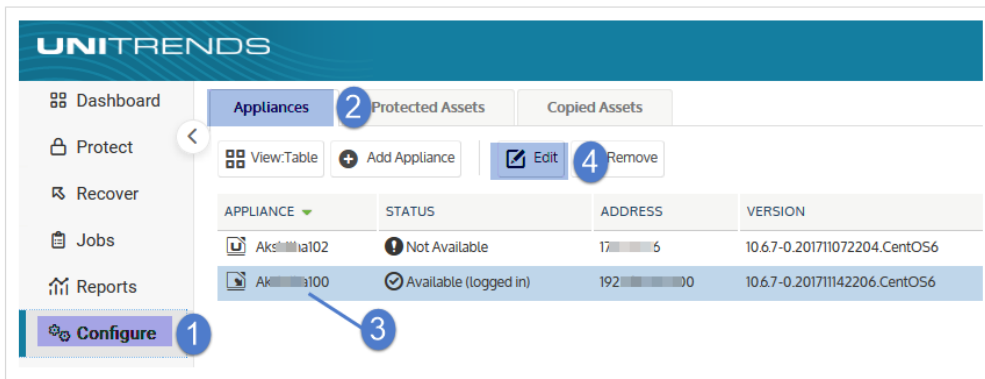 UNITRENDS
Dashboard
Protect
Recover
Jobs
Reports
Configure 1
Appliances 2 Protected Assets Copied Assets
View:Table Add Appliance Edit 4 Remove
APPLIANCE STATUS ADDRESS VERSION
Not Available 10.6.7-0.201711072204.CentOS6
Available (logged in) 10.6.7-0.201711142206.CentOS6
3